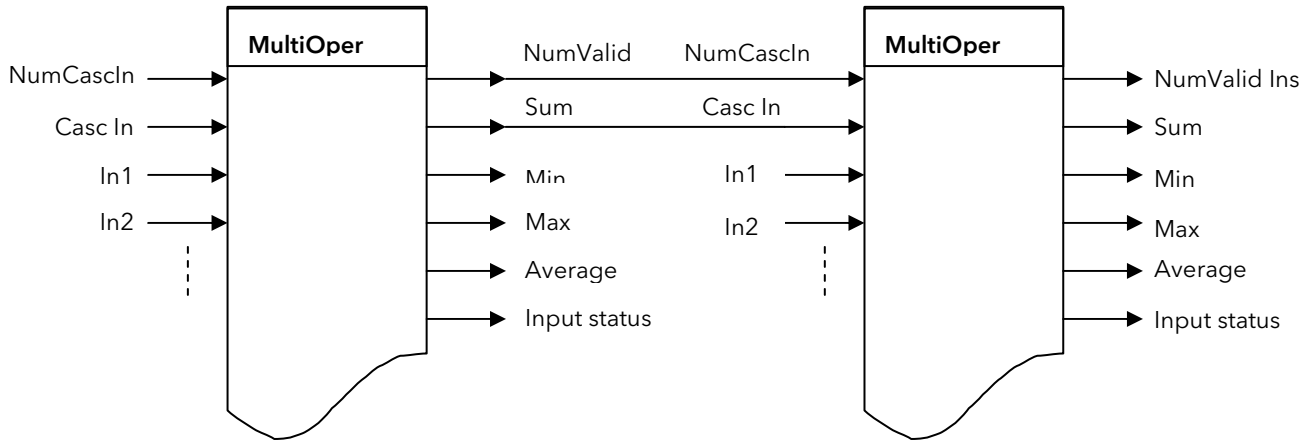 MultiOper
MultiOper
NumCascIn
NumValid
NumCascIn
NumValid Ins
Casc In
Sum
Casc In
Sum
In1
Min
In1
Min
In2
Max
In2
Max
Average
Average
Input status
Input status